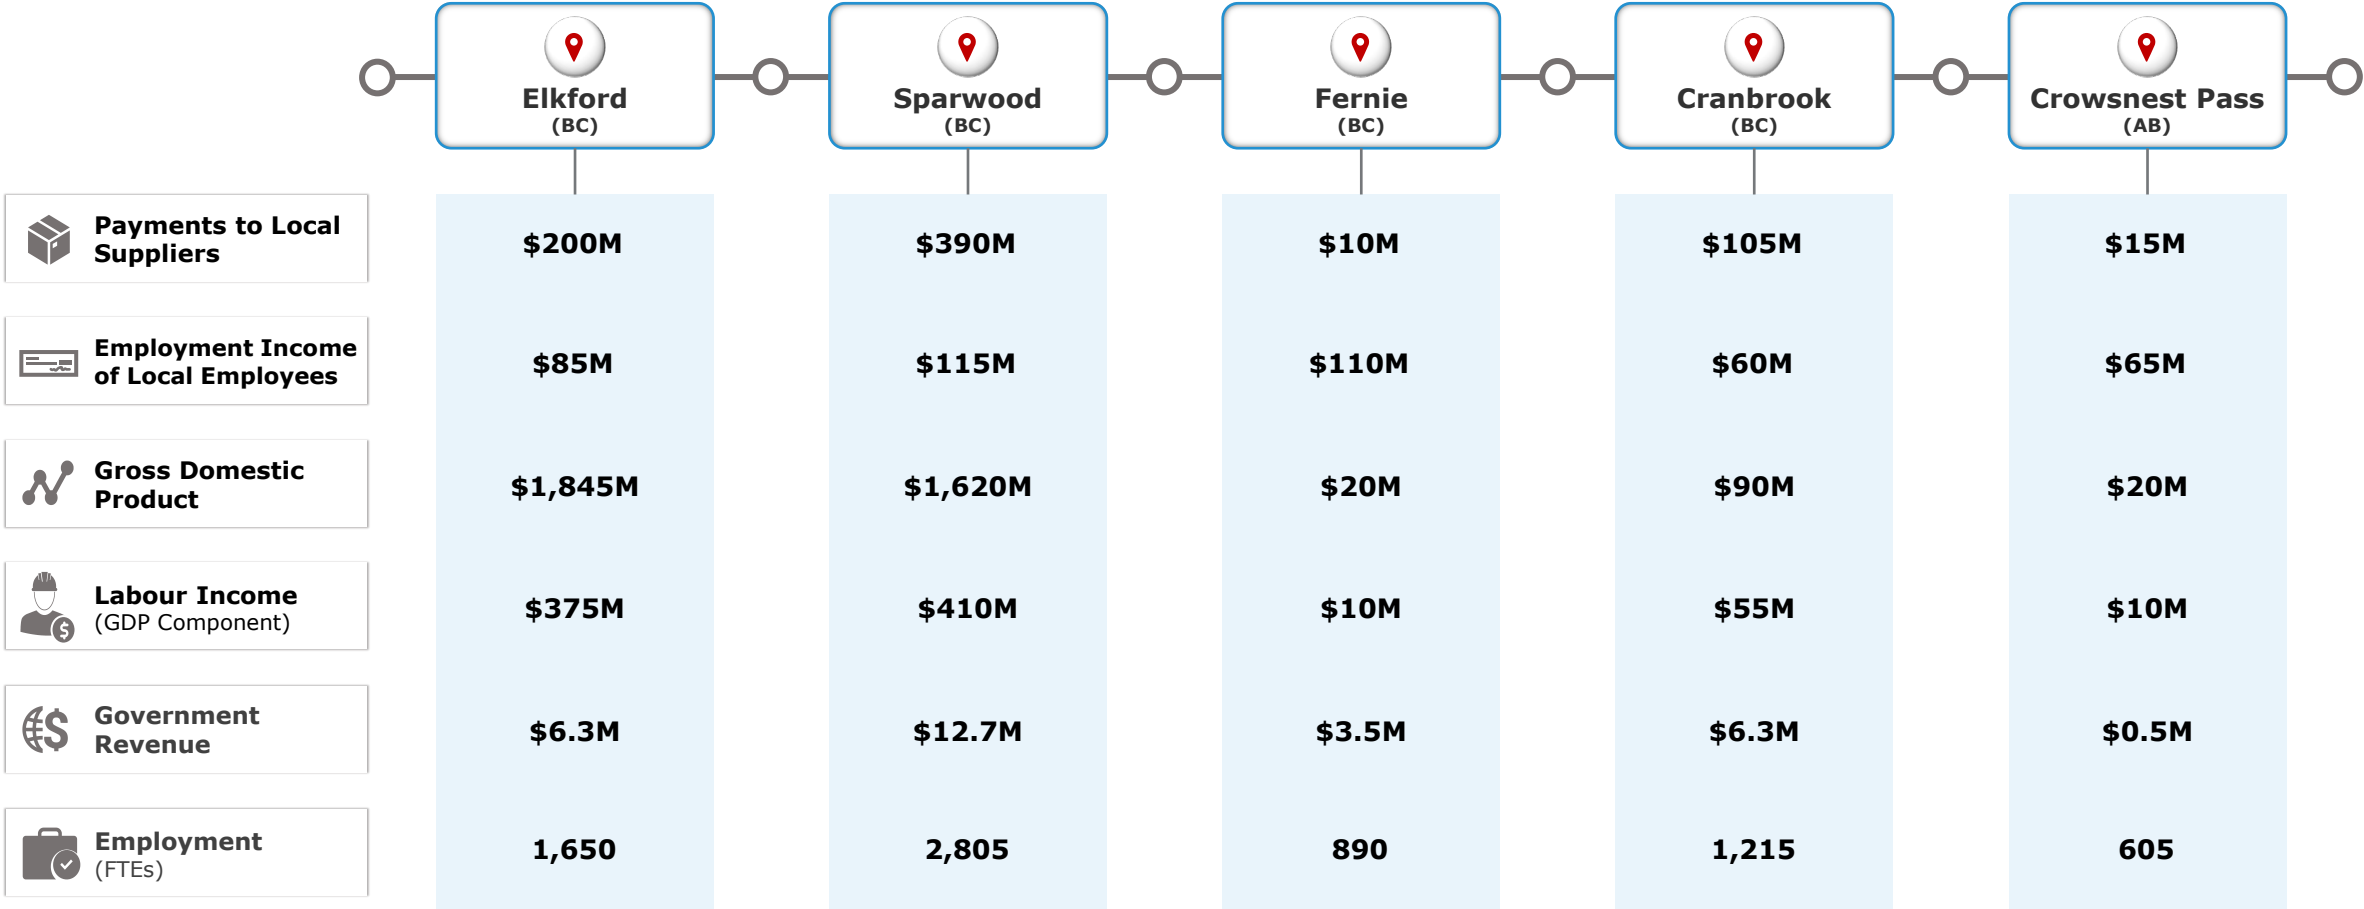 Elkford
(BC)
Sparwood
(BC)
Fernie
(BC)
Cranbrook
(BC)
Crowsnest Pass
(AB)
Payments to Local
Suppliers
$200M
$390M
$10M
$105M
$15M
Employment Income
of Local Employees
$85M
$115M
$110M
$60M
$65M
Gross Domestic
Product
$1,845M
$1,620M
$20M
$90M
$20M
Labour Income
(GDP Component)
$375M
$410M
$10M
$55M
$10M
Government
Revenue
$6.3M
$12.7M
$3.5M
$6.3M
$0.5M
Employment
(FTEs)
1,650
2,805
890
1,215
605